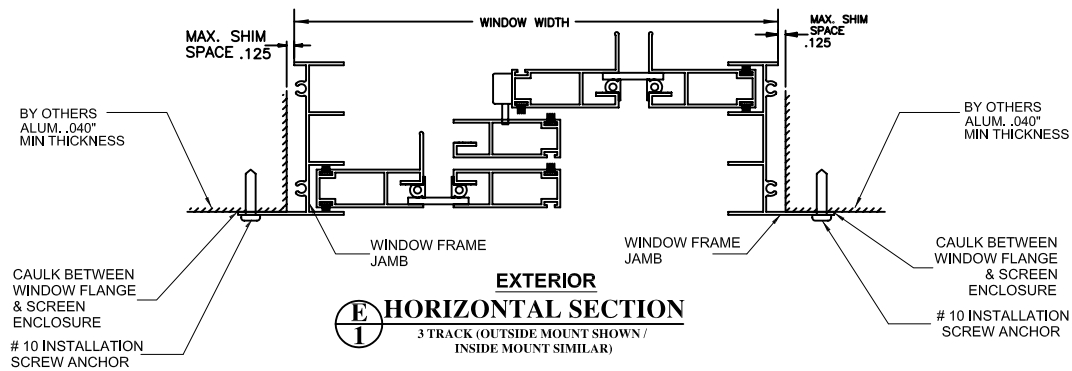 WINDOW WIDTH
MAX. SHIM
SPACE .125
MAX. SHIM
SPACE
.125
BY OTHERS
ALUM. .040"
MIN THICKNESS
BY OTHERS
ALUM. .040"
MIN THICKNESS
WINDOW FRAME
JAMB
WINDOW FRAME
JAMB
CAULK BETWEEN
WINDOW FLANGE
& SCREEN
ENCLOSURE
CAULK BETWEEN
WINDOW FLANGE
& SCREEN
ENCLOSURE
# 10 INSTALLATION
SCREW ANCHOR
# 10 INSTALLATION
SCREW ANCHOR
EXTERIOR
E
1
HORIZONTAL SECTION
3 TRACK (OUTSIDE MOUNT SHOWN /
INSIDE MOUNT SIMILAR)